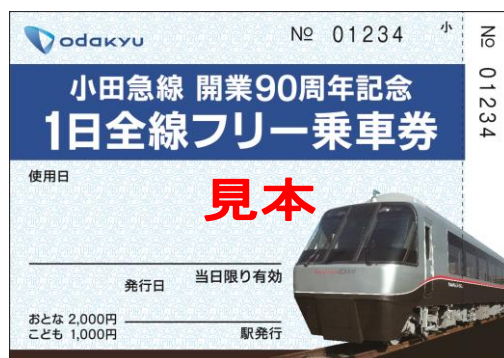 odakyu
№ 01234
小
小田急線 開業90周年記念
1日全線フリー乗車券
使用日
見本
当日限り有効
発行日
おとな 2,000円
こども 1,000円
駅発行
№ 01234